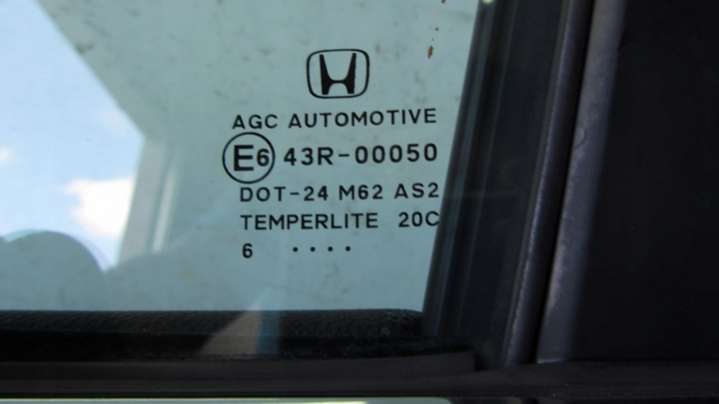 AGC AUTOMOTIVE
E6 43R-00050
DOT-24 M62 AS2
TEMPERLITE 20C
6 ....